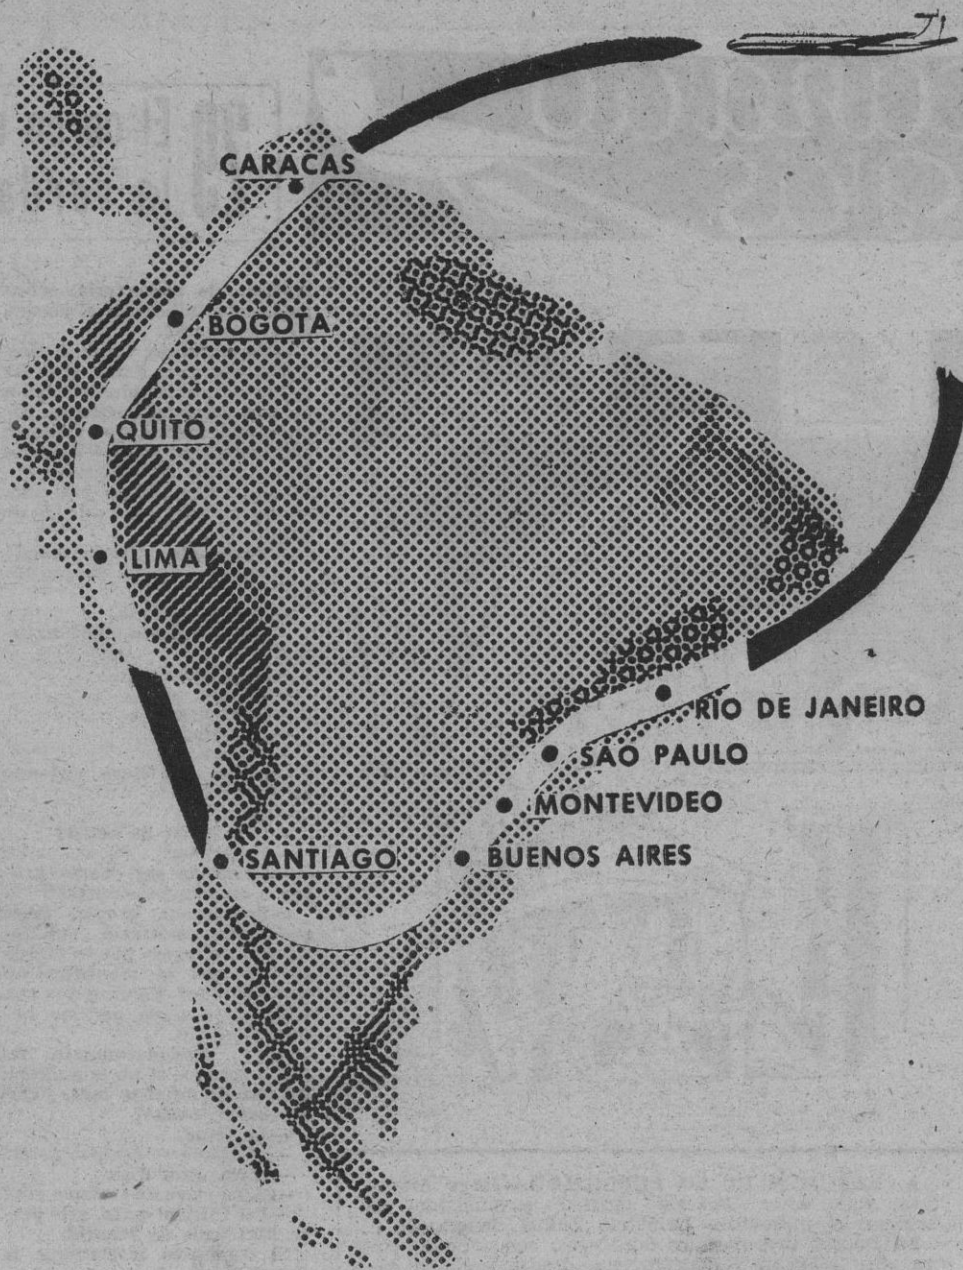 CARACAS
BOGOTA
QUITO
LIMA
RIO DE JANEIRO
SAO PAULO
MONTEVIDEO
SANTIAGO
BUENOS AIRES